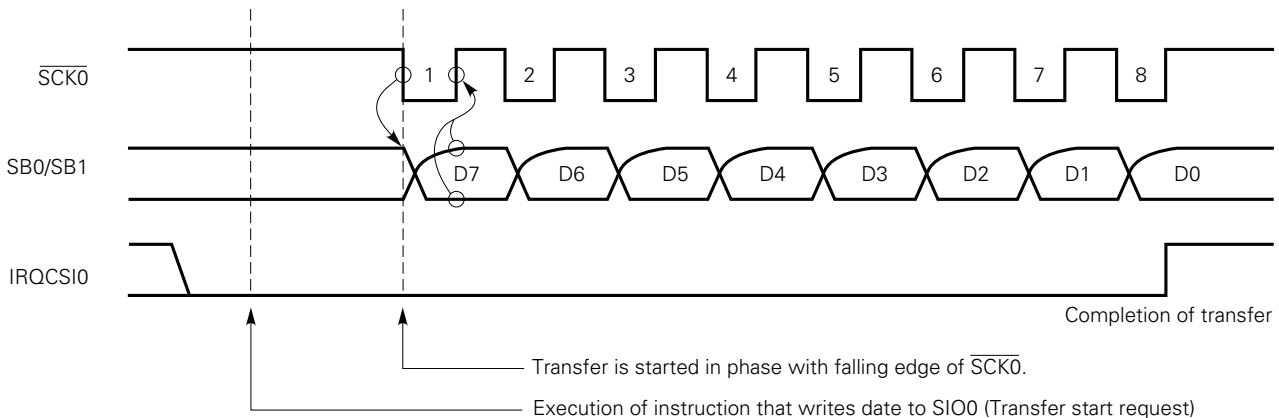 SCK0 1 2 3 4 5 6 7 8
SB0/SB1 D7 D6 D5 D4 D3 D2 D1 D0
IRQCSI0
Completion of transfer
Transfer is started in phase with falling edge of SCK0.
Execution of instruction that writes date to SIO0 (Transfer start request)